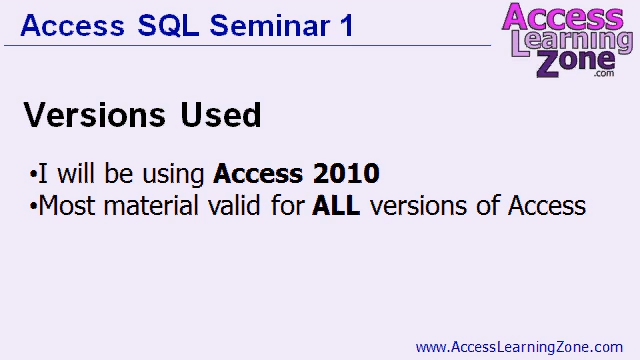 Access SQL Seminar 1
Access
Learning
Zone
.com
Versions Used
•I will be using Access 2010
•Most material valid for ALL versions of Access
www.AccessLearningZone.com